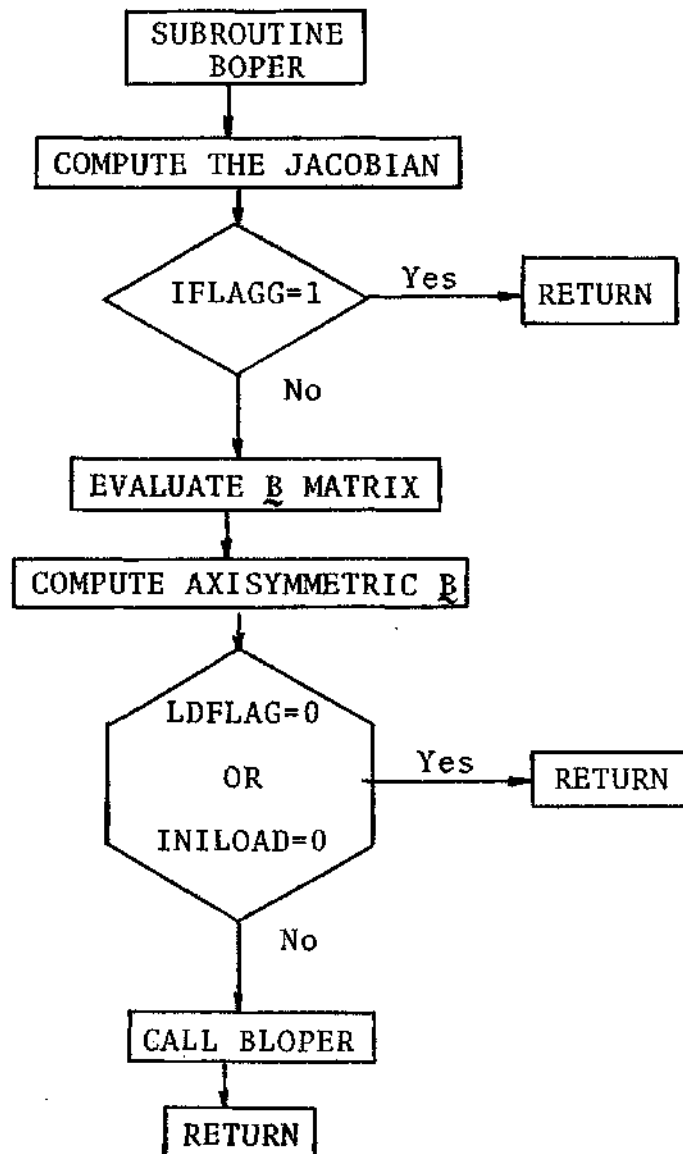 SUBROUTINE
BOPER
COMPUTE THE JACOBIAN
IFLAGG=1
Yes
RETURN
No
EVALUATE B MATRIX
COMPUTE AXISYMMETRIC B
LDFLAG=0
OR
INILOAD=0
Yes
RETURN
No
CALL BLOPER
RETURN